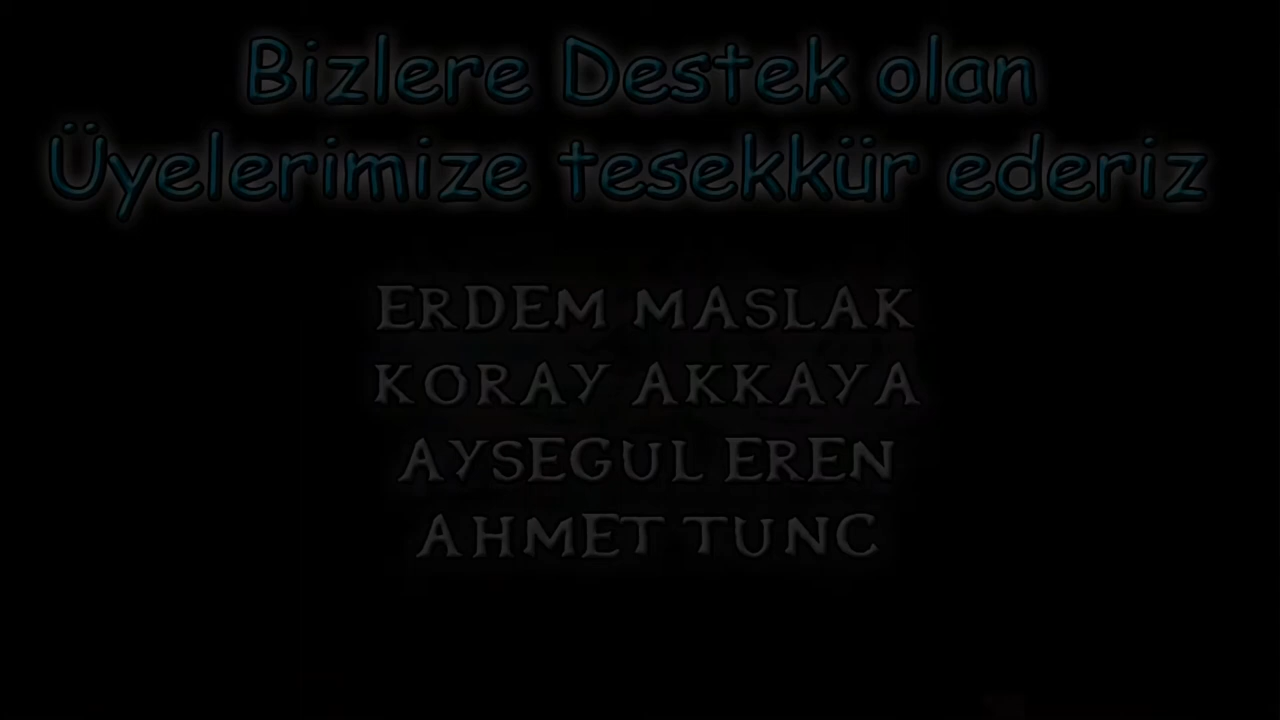 Bizlere Destek olan
Üyelerimize tesekkür ederiz
ERDEM MASLAK
KORAY AKKAYA
AYSEGUL EREN
AHMET TUNC